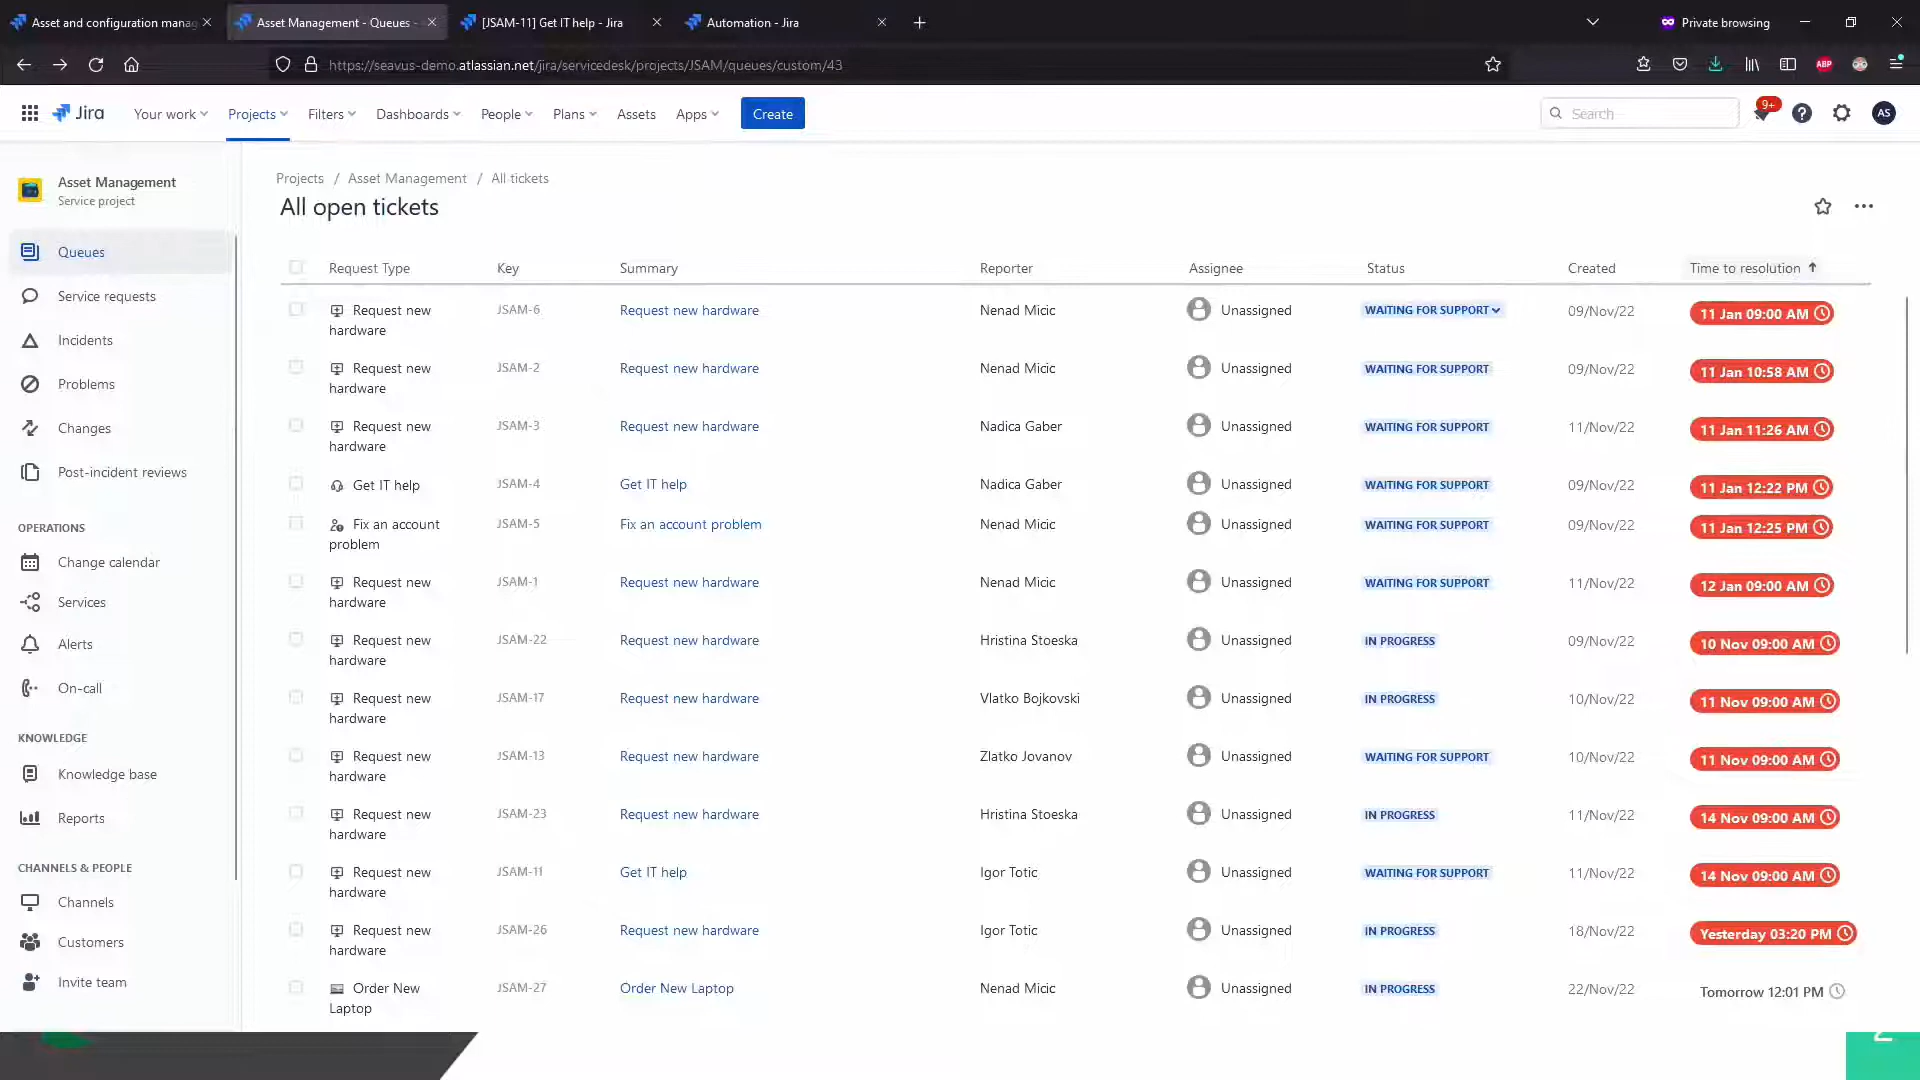 Asset and configuration manag
Asset Management - Queues -
[JSAM-11] Get IT help - Jira
Automation - Jira
Private browsing
https://seavus-demo.atlassian.net/jira/servicedesk/projects/JSAM/queues/custom/43
ABP
Jira
Your work
Projects
Filters
Dashboards
People
Plans
Assets
Apps
Create
Search
9+
AS
Asset Management
Service project
Queues
Service requests
Incidents
Problems
Changes
Post-incident reviews
OPERATIONS
Change calendar
Services
Alerts
On-call
KNOWLEDGE
Knowledge base
Reports
CHANNELS & PEOPLE
Channels
Customers
Invite team
Projects / Asset Management / All tickets
All open tickets
Request Type Key Summary Reporter Assignee Status Created Time to resolution
Request new hardware JSAM-6 Request new hardware Nenad Micic Unassigned WAITING FOR SUPPORT 09/Nov/22 11 Jan 09:00 AM
Request new hardware JSAM-2 Request new hardware Nenad Micic Unassigned WAITING FOR SUPPORT 09/Nov/22 11 Jan 10:58 AM
Request new hardware JSAM-3 Request new hardware Nadica Gaber Unassigned WAITING FOR SUPPORT 11/Nov/22 11 Jan 11:26 AM
Get IT help JSAM-4 Get IT help Nadica Gaber Unassigned WAITING FOR SUPPORT 09/Nov/22 11 Jan 12:22 PM
Fix an account problem JSAM-5 Fix an account problem Nenad Micic Unassigned WAITING FOR SUPPORT 09/Nov/22 11 Jan 12:25 PM
Request new hardware JSAM-1 Request new hardware Nenad Micic Unassigned WAITING FOR SUPPORT 11/Nov/22 12 Jan 09:00 AM
Request new hardware JSAM-22 Request new hardware Hristina Stoeska Unassigned IN PROGRESS 09/Nov/22 10 Nov 09:00 AM
Request new hardware JSAM-17 Request new hardware Vlatko Bojkovski Unassigned IN PROGRESS 10/Nov/22 11 Nov 09:00 AM
Request new hardware JSAM-13 Request new hardware Zlatko Jovanov Unassigned WAITING FOR SUPPORT 10/Nov/22 11 Nov 09:00 AM
Request new hardware JSAM-23 Request new hardware Hristina Stoeska Unassigned IN PROGRESS 11/Nov/22 14 Nov 09:00 AM
Request new hardware JSAM-11 Get IT help Igor Totic Unassigned WAITING FOR SUPPORT 11/Nov/22 14 Nov 09:00 AM
Request new hardware JSAM-26 Request new hardware Igor Totic Unassigned IN PROGRESS 18/Nov/22 Yesterday 03:20 PM
Order New Laptop JSAM-27 Order New Laptop Nenad Micic Unassigned IN PROGRESS 22/Nov/22 Tomorrow 12:01 PM